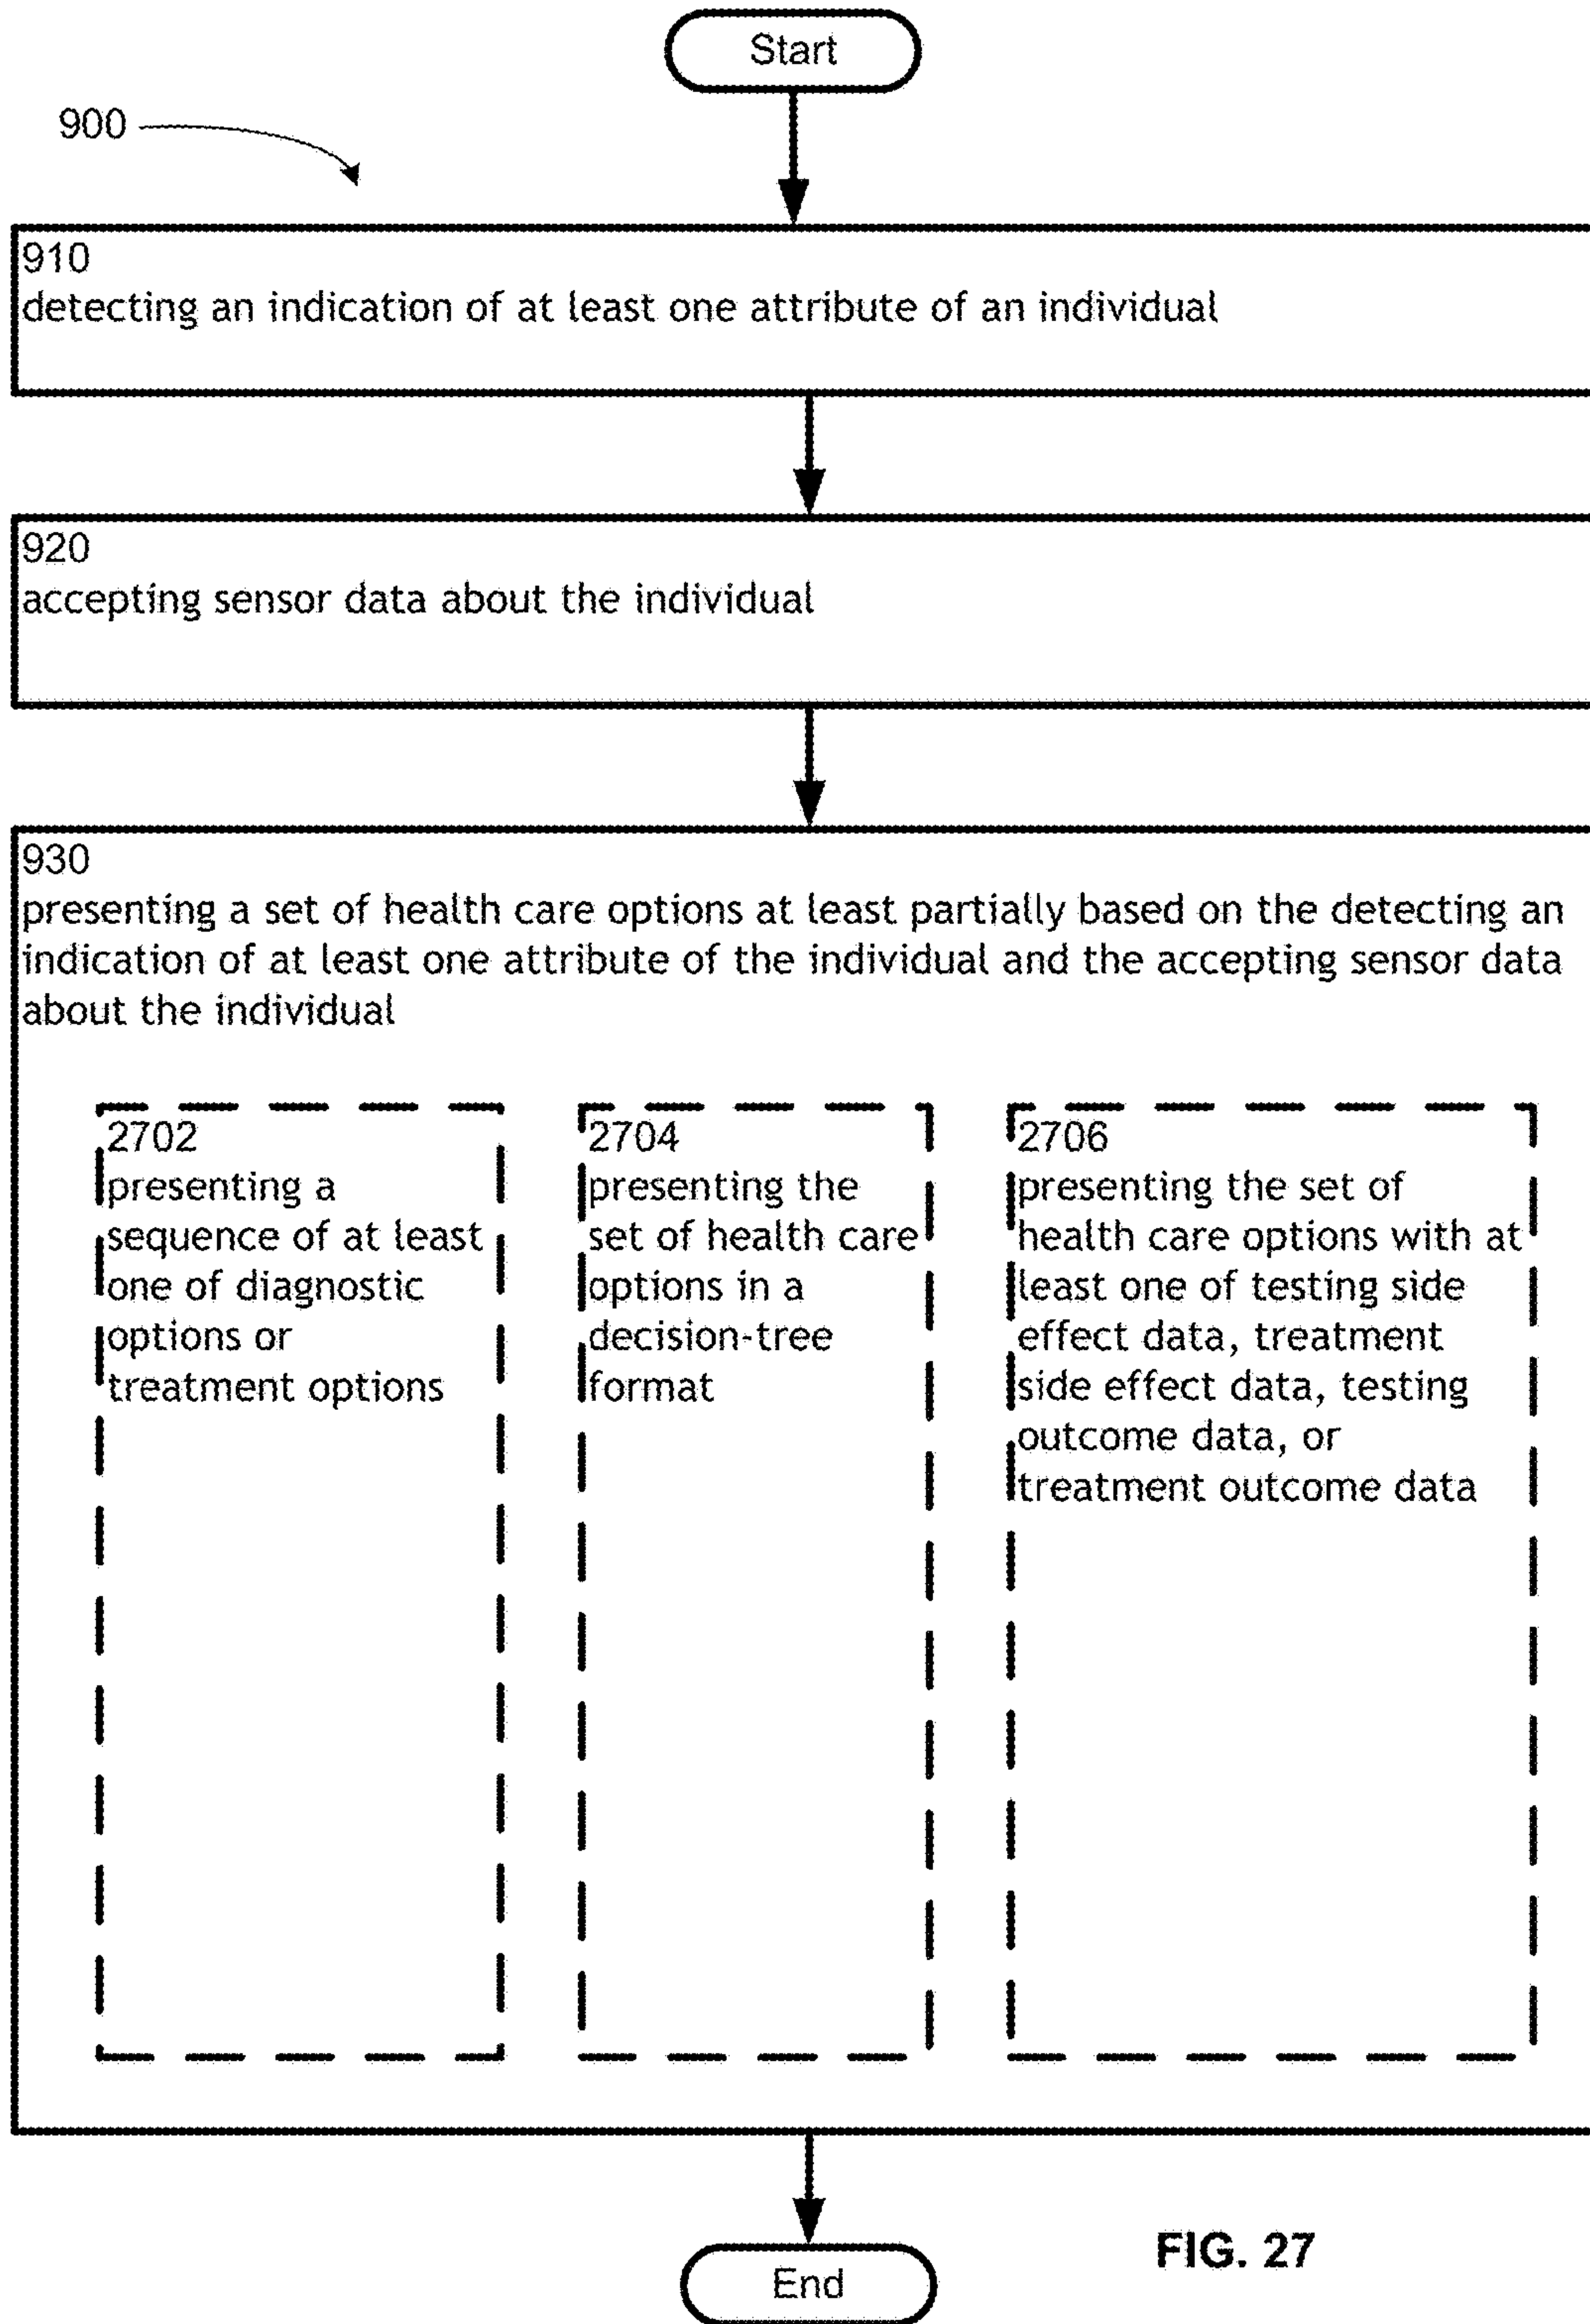 Start
900
910
detecting an indication of at least one attribute of an individual
920
accepting sensor data about the individual
930
presenting a set of health care options at least partially based on the detecting an
indication of at least one attribute of the individual and the accepting sensor data
about the individual
2702
presenting a
sequence of at least
one of diagnostic
options or
treatment options
2704
presenting the
set of health care
options in a
decision-tree
format
2706
presenting the set of
health care options with at
least one of testing side
effect data, treatment
side effect data, testing
outcome data, or
treatment outcome data
End
FIG. 27